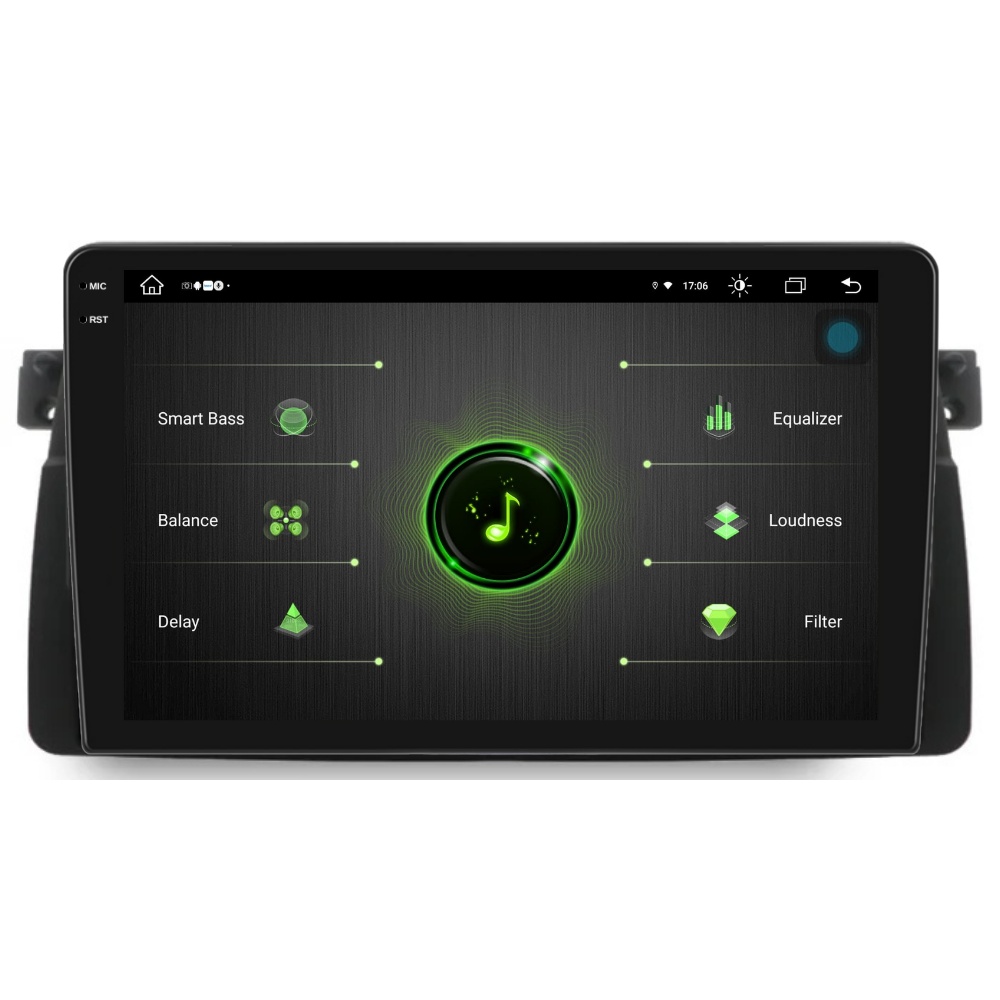 MIC
17:06
RST
Smart Bass
Equalizer
Balance
Loudness
Delay
Filter